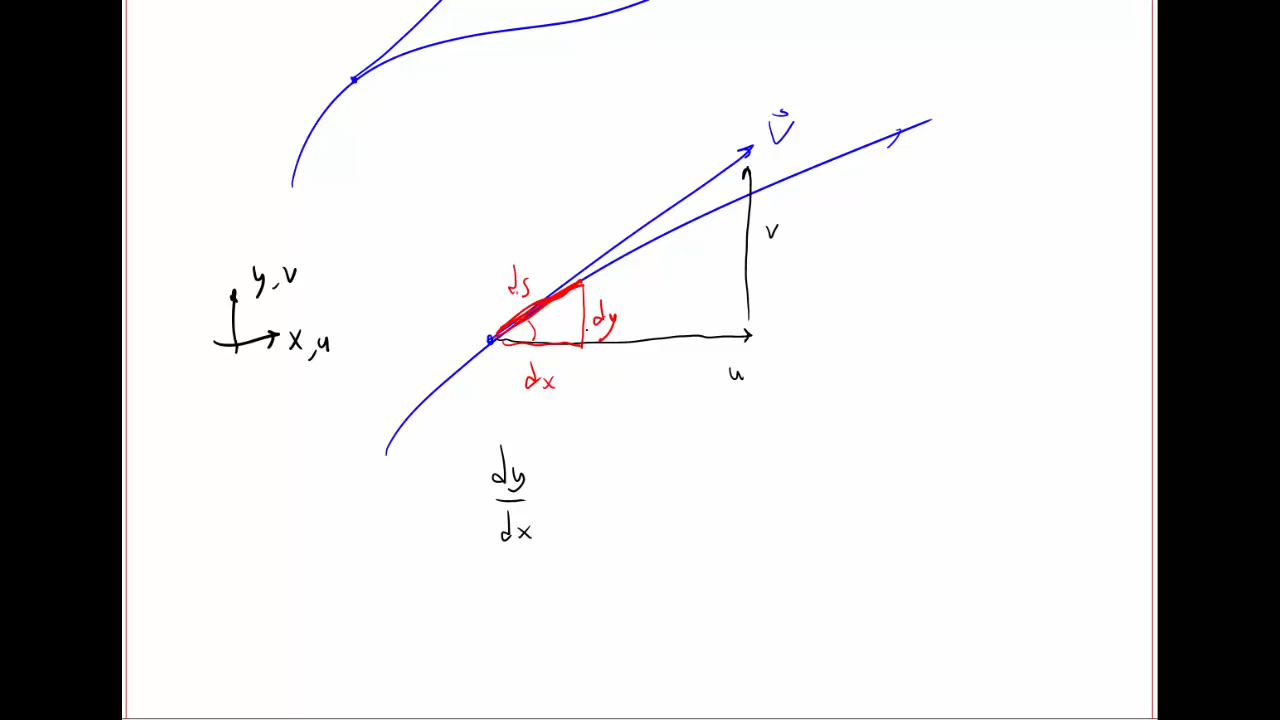 V⃗
v
y, v
ds
dy
x, u
dx
u
dy
dx